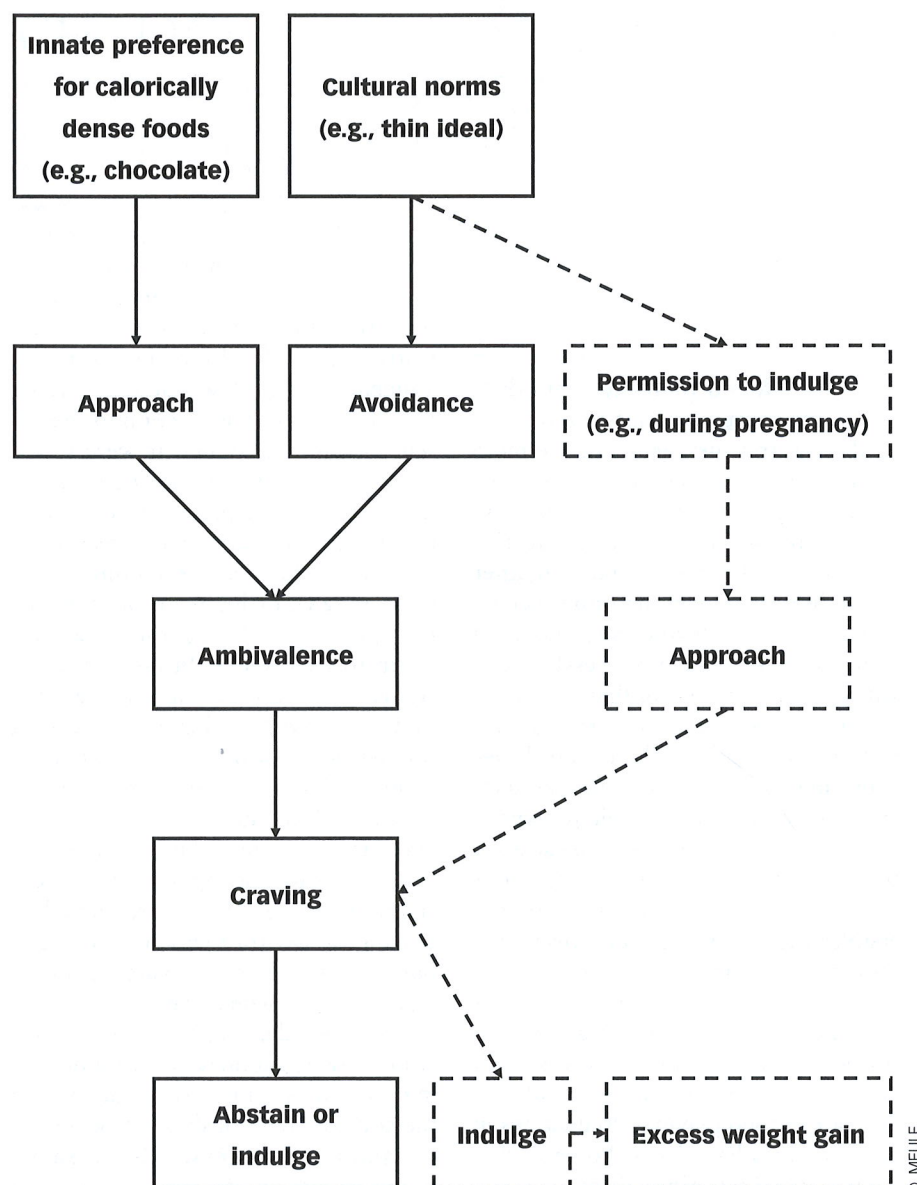 Innate preference
for calorically
dense foods
(e.g., chocolate)
Cultural norms
(e.g., thin ideal)
Approach
Avoidance
Permission to indulge
(e.g., during pregnancy)
Ambivalence
Approach
Craving
Abstain or
indulge
Indulge
Excess weight gain